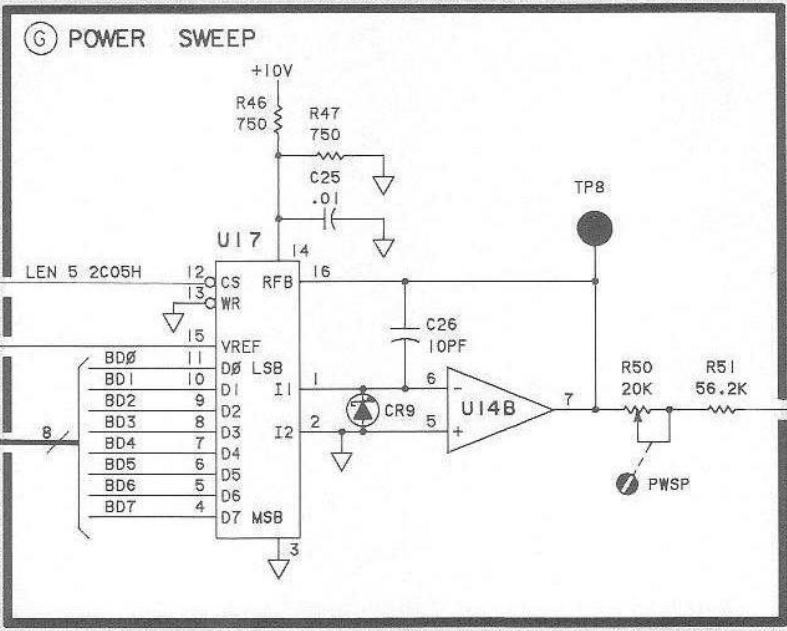 G POWER SWEEP
+10V
R46
750
R47
750
C25
.01
TP8
U17
14
LEN 5 2C05H
12
CS
RFB
16
13
WR
15
VREF
C26
10PF
BDØ
11
DØ LSB
BD1
10
D1
I1
1
6
-
R50
20K
R51
56.2K
BD2
9
D2
CR9
U14B
7
BD3
8
D3
I2
2
5
+
8
BD4
7
D4
BD5
6
D5
BD6
5
D6
PWSP
BD7
4
D7 MSB
3